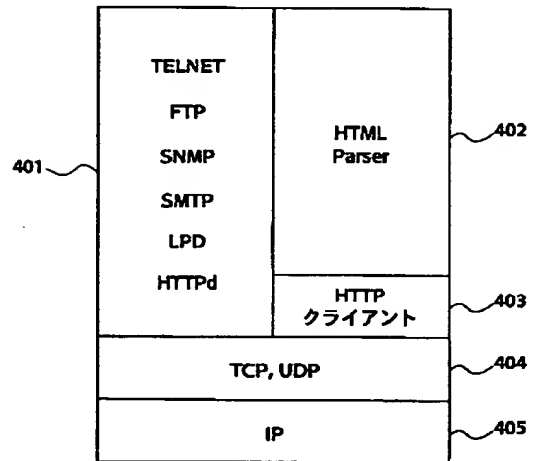 TELNET
FTP
SNMP
SMTP
LPD
HTTPd
401
HTML
Parser
402
HTTP
クライアント
403
TCP, UDP
404
IP
405